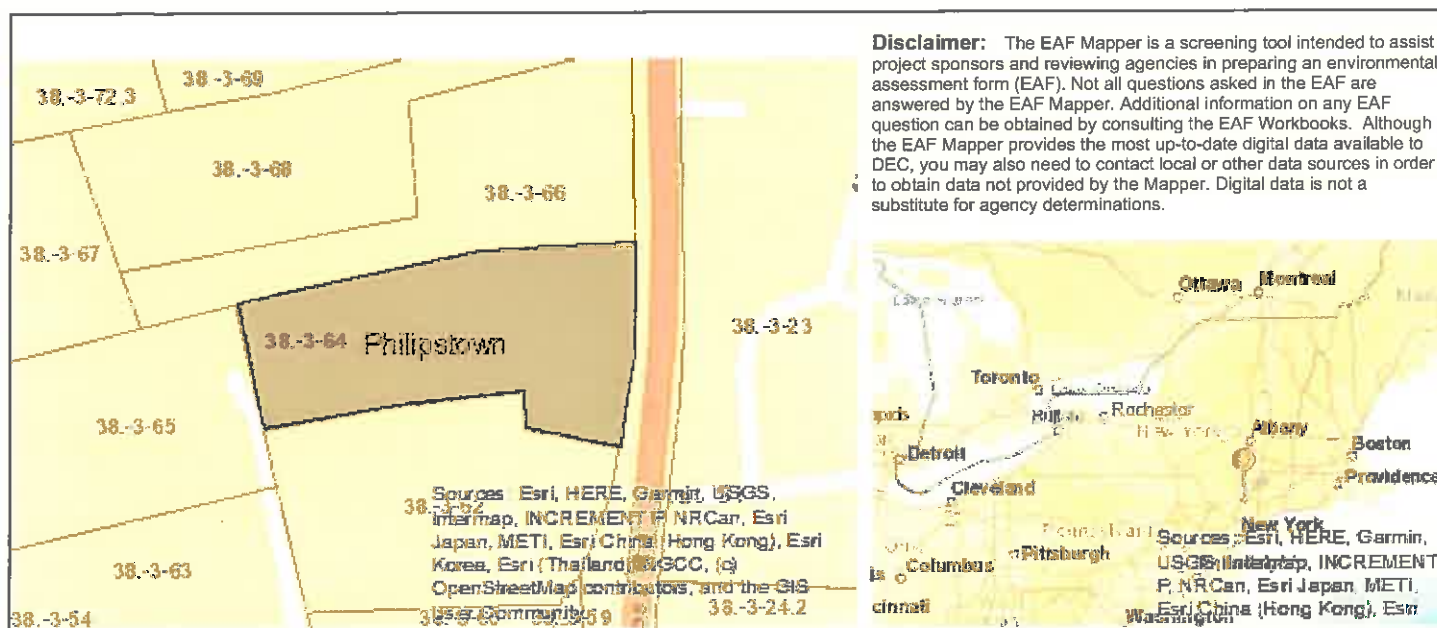 Disclaimer: The EAF Mapper is a screening tool intended to assist
project sponsors and reviewing agencies in preparing an environmental
assessment form (EAF). Not all questions asked in the EAF are
answered by the EAF Mapper. Additional information on any EAF
question can be obtained by consulting the EAF Workbooks. Although
the EAF Mapper provides the most up-to-date digital data available to
DEC, you may also need to contact local or other data sources in order
to obtain data not provided by the Mapper. Digital data is not a
substitute for agency determinations.
38.-3-69
38.-3-72.3
38.-3-68
38.-3-66
38.-3-67
38.-3-23
38.-3-64
Philipstown
38.-3-65
38.-3-62
38.-3-63
38.-3-54
38.-3-24.2
Sources: Esri, HERE, Garmin, USGS,
Intermap, INCREMENT P, NRCan, Esri
Japan, METI, Esri China (Hong Kong), Esri
Korea, Esri (Thailand), NGCC, (c)
OpenStreetMap contributors, and the GIS
User Community
Ottawa
Montreal
Toronto
Rochester
Albany
Boston
Detroit
Providence
Cleveland
New York
Pittsburgh
Columbus
cinnati
Washington
Sources: Esri, HERE, Garmin,
USGS, Intermap, INCREMENT
P, NRCan, Esri Japan, METI,
Esri China (Hong Kong), Esri